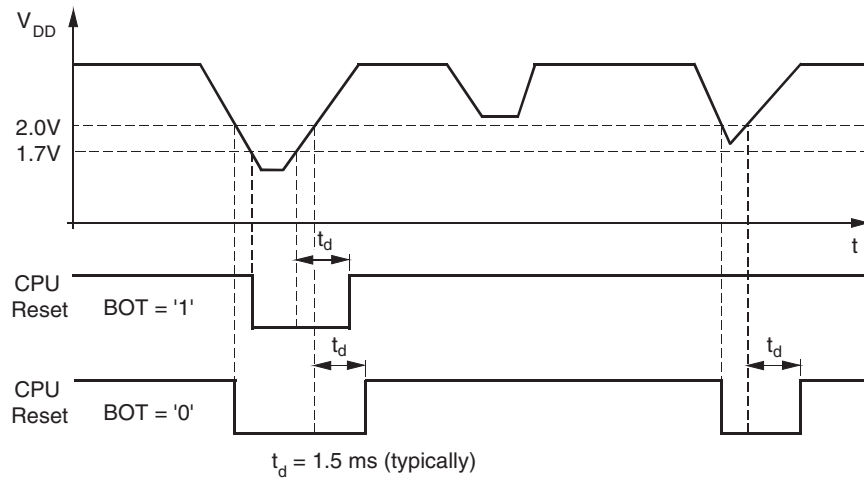 V_DD
2.0V
1.7V
t
t_d
CPU
Reset
BOT = '1'
t_d
t_d
CPU
Reset
BOT = '0'
t_d = 1.5 ms (typically)